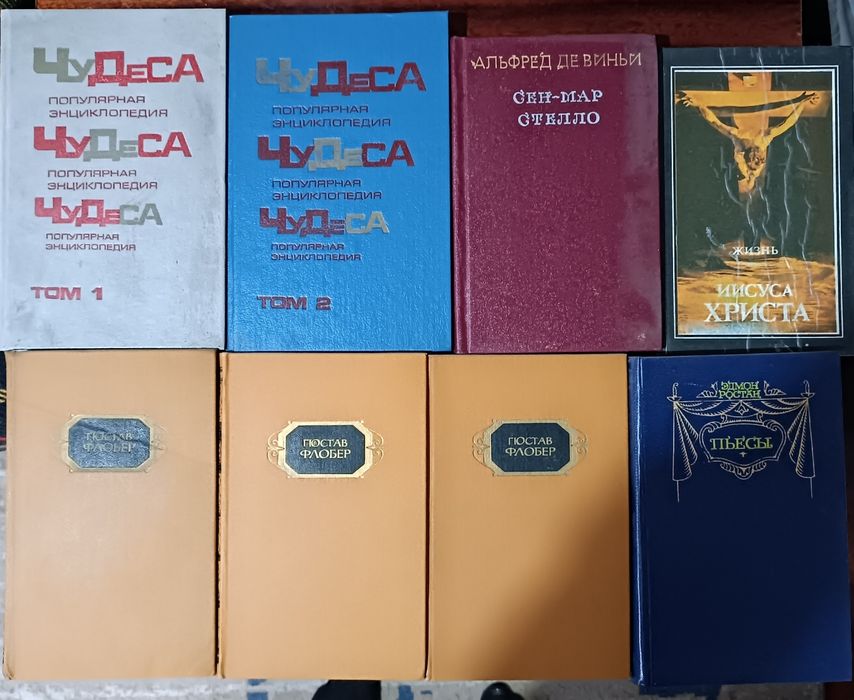 ЧУДЕСА
ПОПУЛЯРНАЯ
ЭНЦИКЛОПЕДИЯ
ЧУДЕСА
ПОПУЛЯРНАЯ
ЭНЦИКЛОПЕДИЯ
ЧУДЕСА
ПОПУЛЯРНАЯ
ЭНЦИКЛОПЕДИЯ
ТОМ 1
ЧУДЕСА
ПОПУЛЯРНАЯ
ЭНЦИКЛОПЕДИЯ
ЧУДЕСА
ПОПУЛЯРНАЯ
ЭНЦИКЛОПЕДИЯ
ЧУДЕСА
ПОПУЛЯРНАЯ
ЭНЦИКЛОПЕДИЯ
ТОМ 2
АЛЬФРЕД ДЕ ВИНЬИ
СЕН-МАР
СТЕЛЛО
ЖИЗНЬ
ИИСУСА
ХРИСТА
ГЮСТАВ
ФЛОБЕР
ГЮСТАВ
ФЛОБЕР
ГЮСТАВ
ФЛОБЕР
ЭДМОН
РОСТАН
ПЬЕСЫ